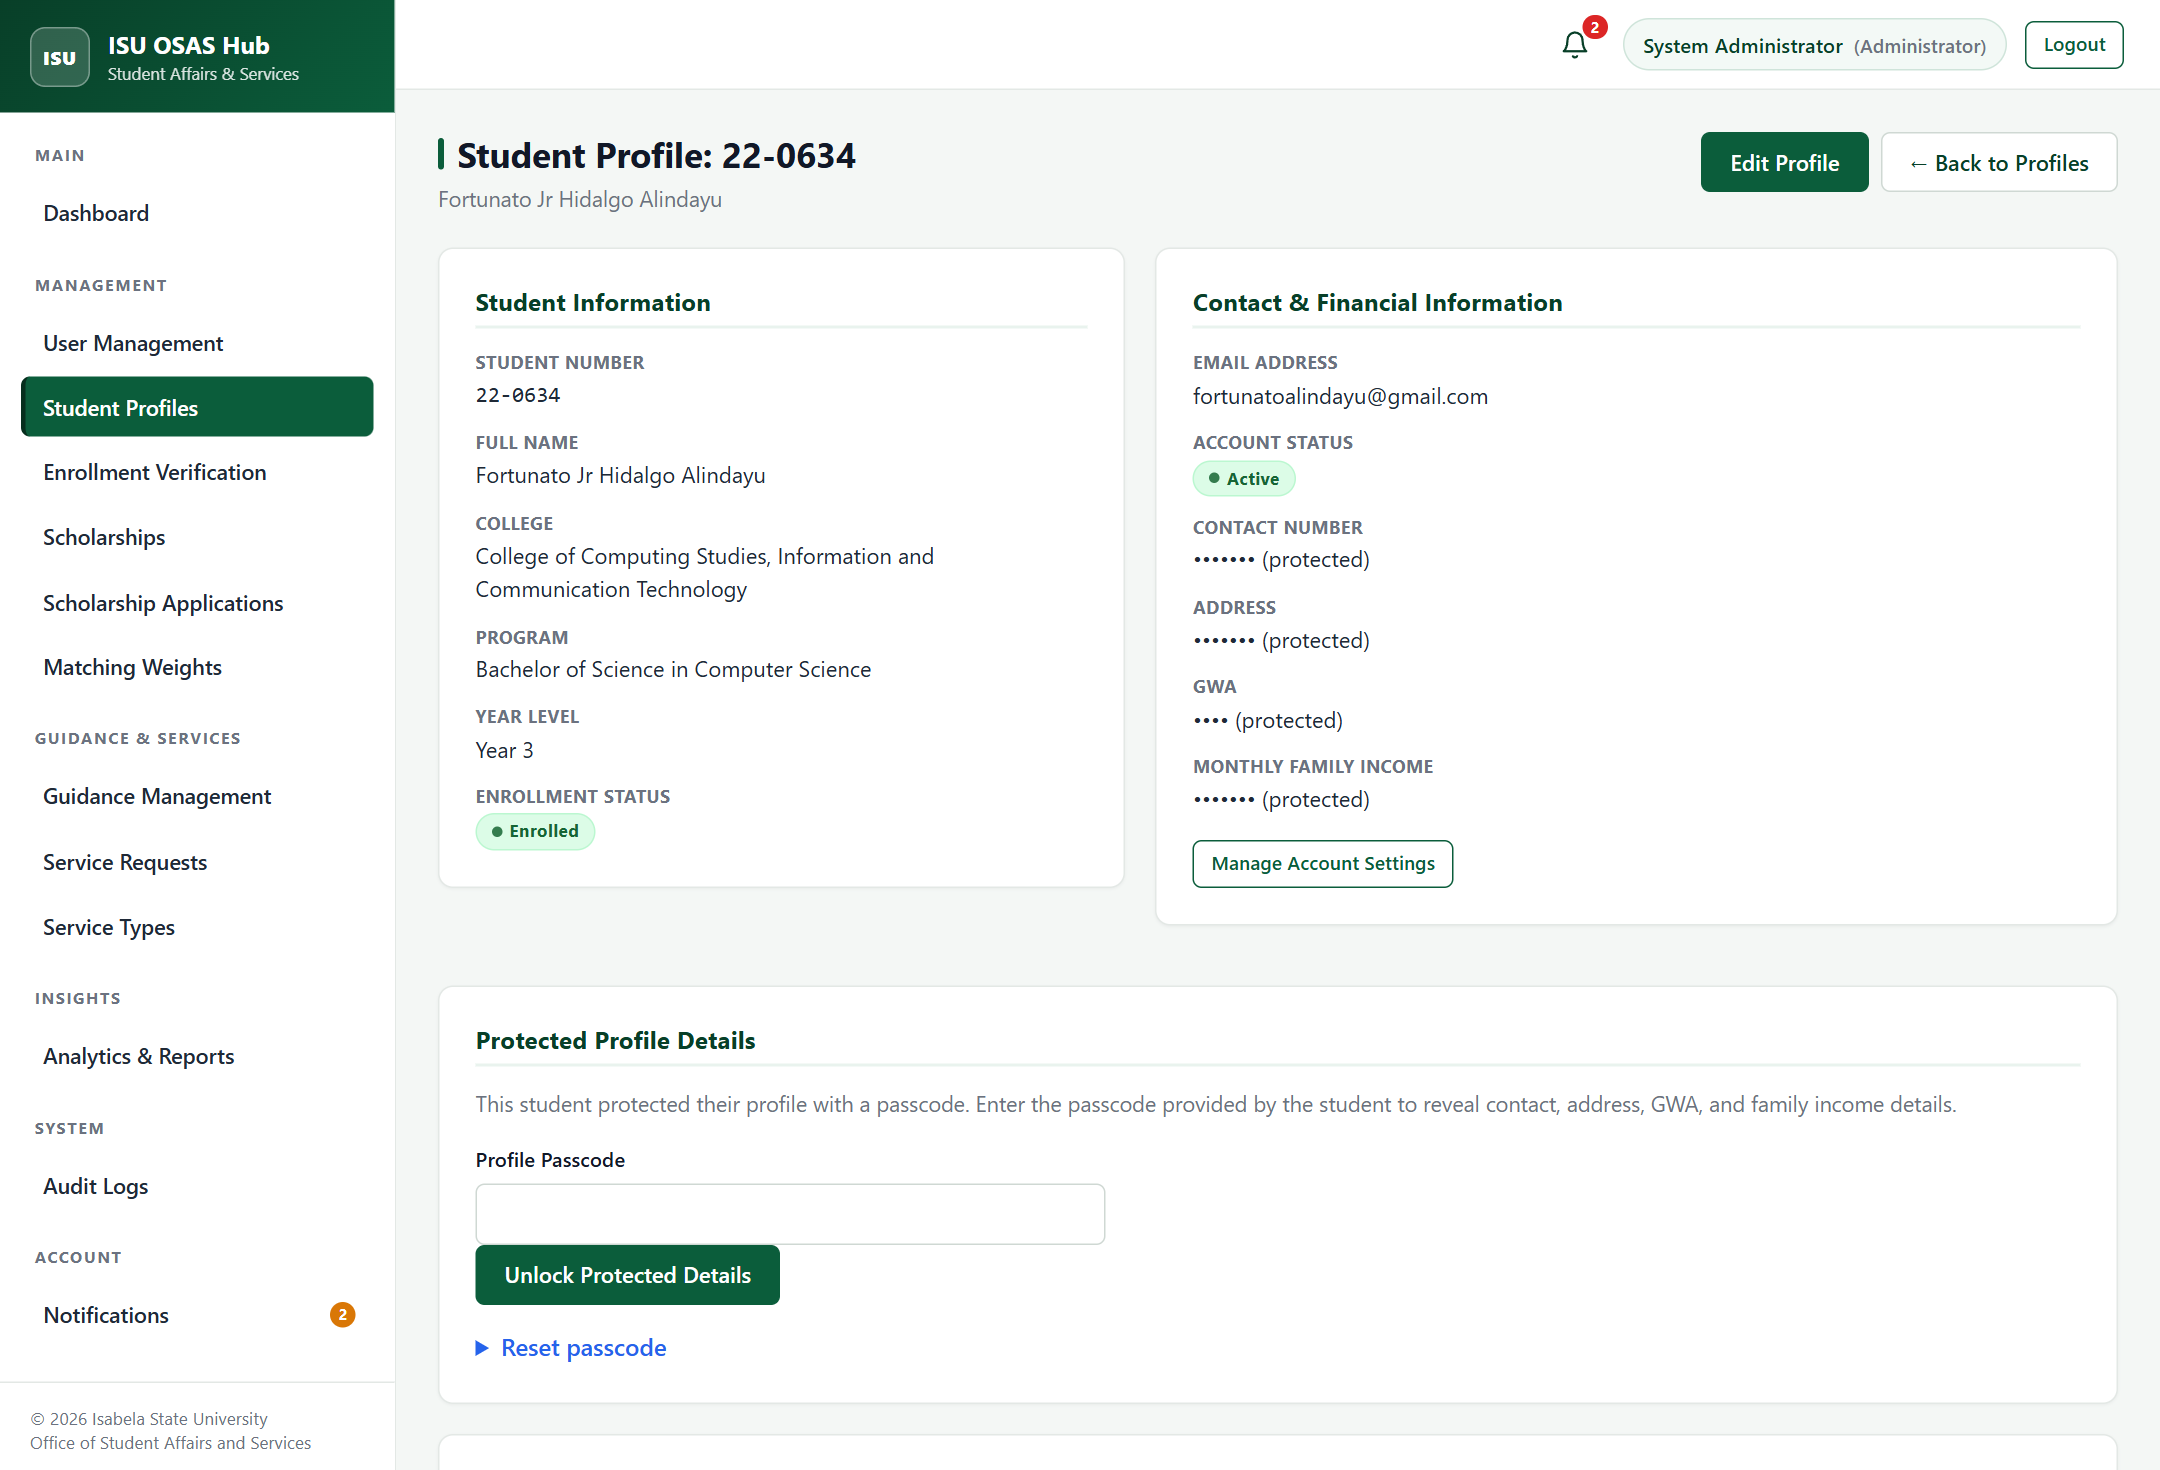 ISU
ISU OSAS Hub
Student Affairs & Services
2
System Administrator (Administrator)
Logout
MAIN
Dashboard
MANAGEMENT
User Management
Student Profiles
Enrollment Verification
Scholarships
Scholarship Applications
Matching Weights
GUIDANCE & SERVICES
Guidance Management
Service Requests
Service Types
INSIGHTS
Analytics & Reports
SYSTEM
Audit Logs
ACCOUNT
Notifications 2
© 2026 Isabela State University
Office of Student Affairs and Services
Student Profile: 22-0634
Fortunato Jr Hidalgo Alindayu
Edit Profile
← Back to Profiles
Student Information
STUDENT NUMBER
22-0634
FULL NAME
Fortunato Jr Hidalgo Alindayu
COLLEGE
College of Computing Studies, Information and
Communication Technology
PROGRAM
Bachelor of Science in Computer Science
YEAR LEVEL
Year 3
ENROLLMENT STATUS
Enrolled
Contact & Financial Information
EMAIL ADDRESS
fortunatoalindayu@gmail.com
ACCOUNT STATUS
Active
CONTACT NUMBER
••••••• (protected)
ADDRESS
••••••• (protected)
GWA
•••• (protected)
MONTHLY FAMILY INCOME
••••••• (protected)
Manage Account Settings
Protected Profile Details
This student protected their profile with a passcode. Enter the passcode provided by the student to reveal contact, address, GWA, and family income details.
Profile Passcode
Unlock Protected Details
▶ Reset passcode